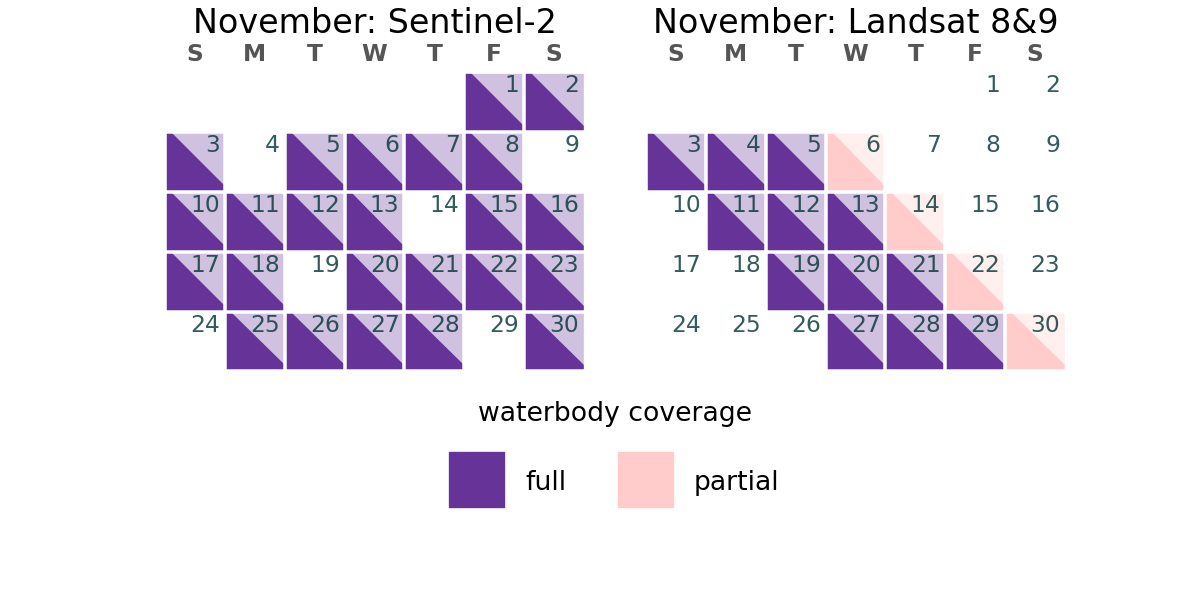 November: Sentinel-2
S M T W T F S
1 2
3 4 5 6 7 8 9
10 11 12 13 14 15 16
17 18 19 20 21 22 23
24 25 26 27 28 29 30
November: Landsat 8&9
S M T W T F S
1 2
3 4 5 6 7 8 9
10 11 12 13 14 15 16
17 18 19 20 21 22 23
24 25 26 27 28 29 30
waterbody coverage
full
partial